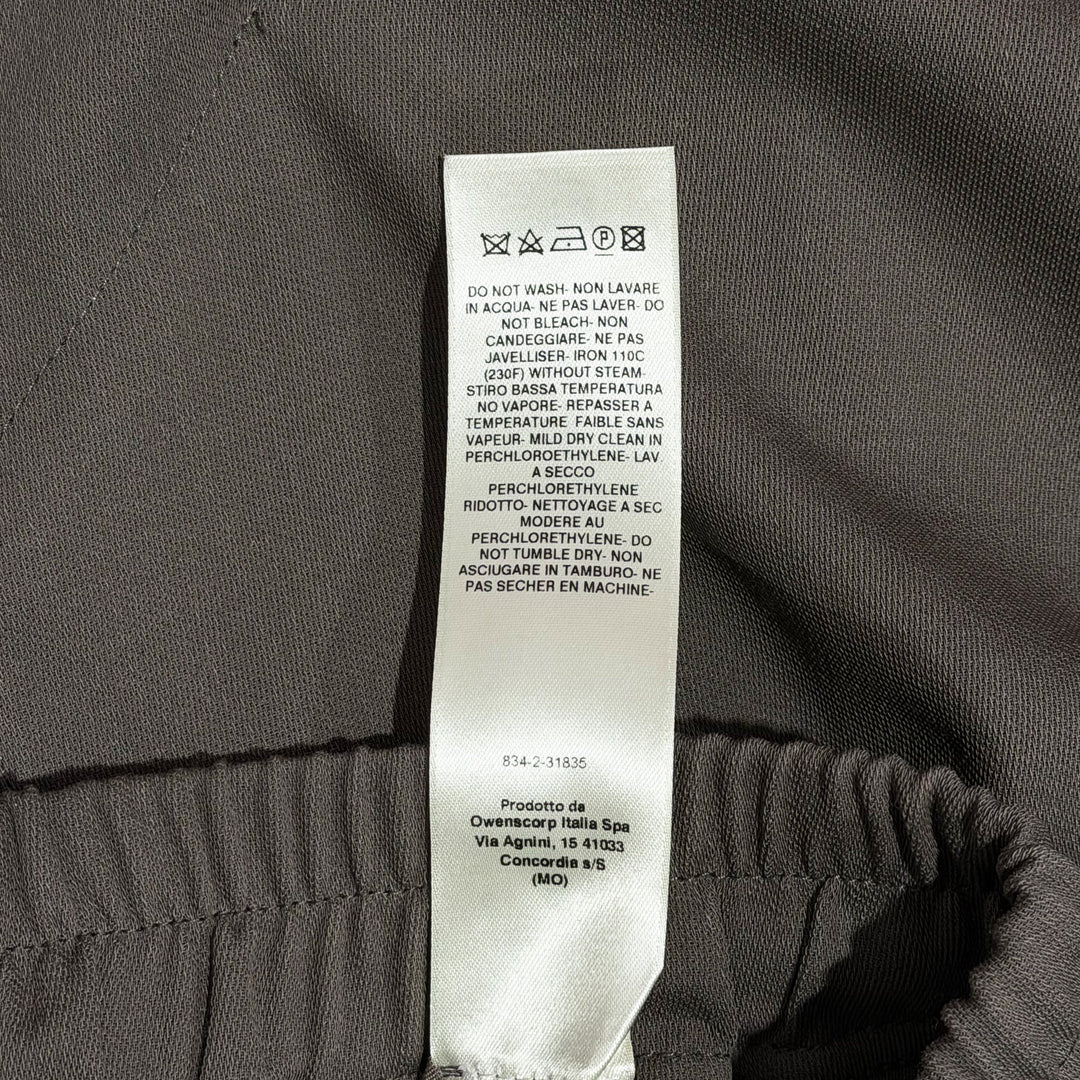 P
DO NOT WASH- NON LAVARE
IN ACQUA- NE PAS LAVER- DO
NOT BLEACH- NON
CANDEGGIARE- NE PAS
JAVELLISER- IRON 110C
(230F) WITHOUT STEAM-
STIRO BASSA TEMPERATURA
NO VAPORE- REPASSER A
TEMPERATURE FAIBLE SANS
VAPEUR- MILD DRY CLEAN IN
PERCHLOROETHYLENE- LAV
A SECCO
PERCHLORETHYLENE
RIDOTTO- NETTOYAGE A SEC
MODERE AU
PERCHLORETHYLENE- DO
NOT TUMBLE DRY- NON
ASCIUGARE IN TAMBURO- NE
PAS SECHER EN MACHINE-
834-2-31835
Prodotto da
Owenscorp Italia Spa
Via Agnini, 15 41033
Concordia s/S
(MO)